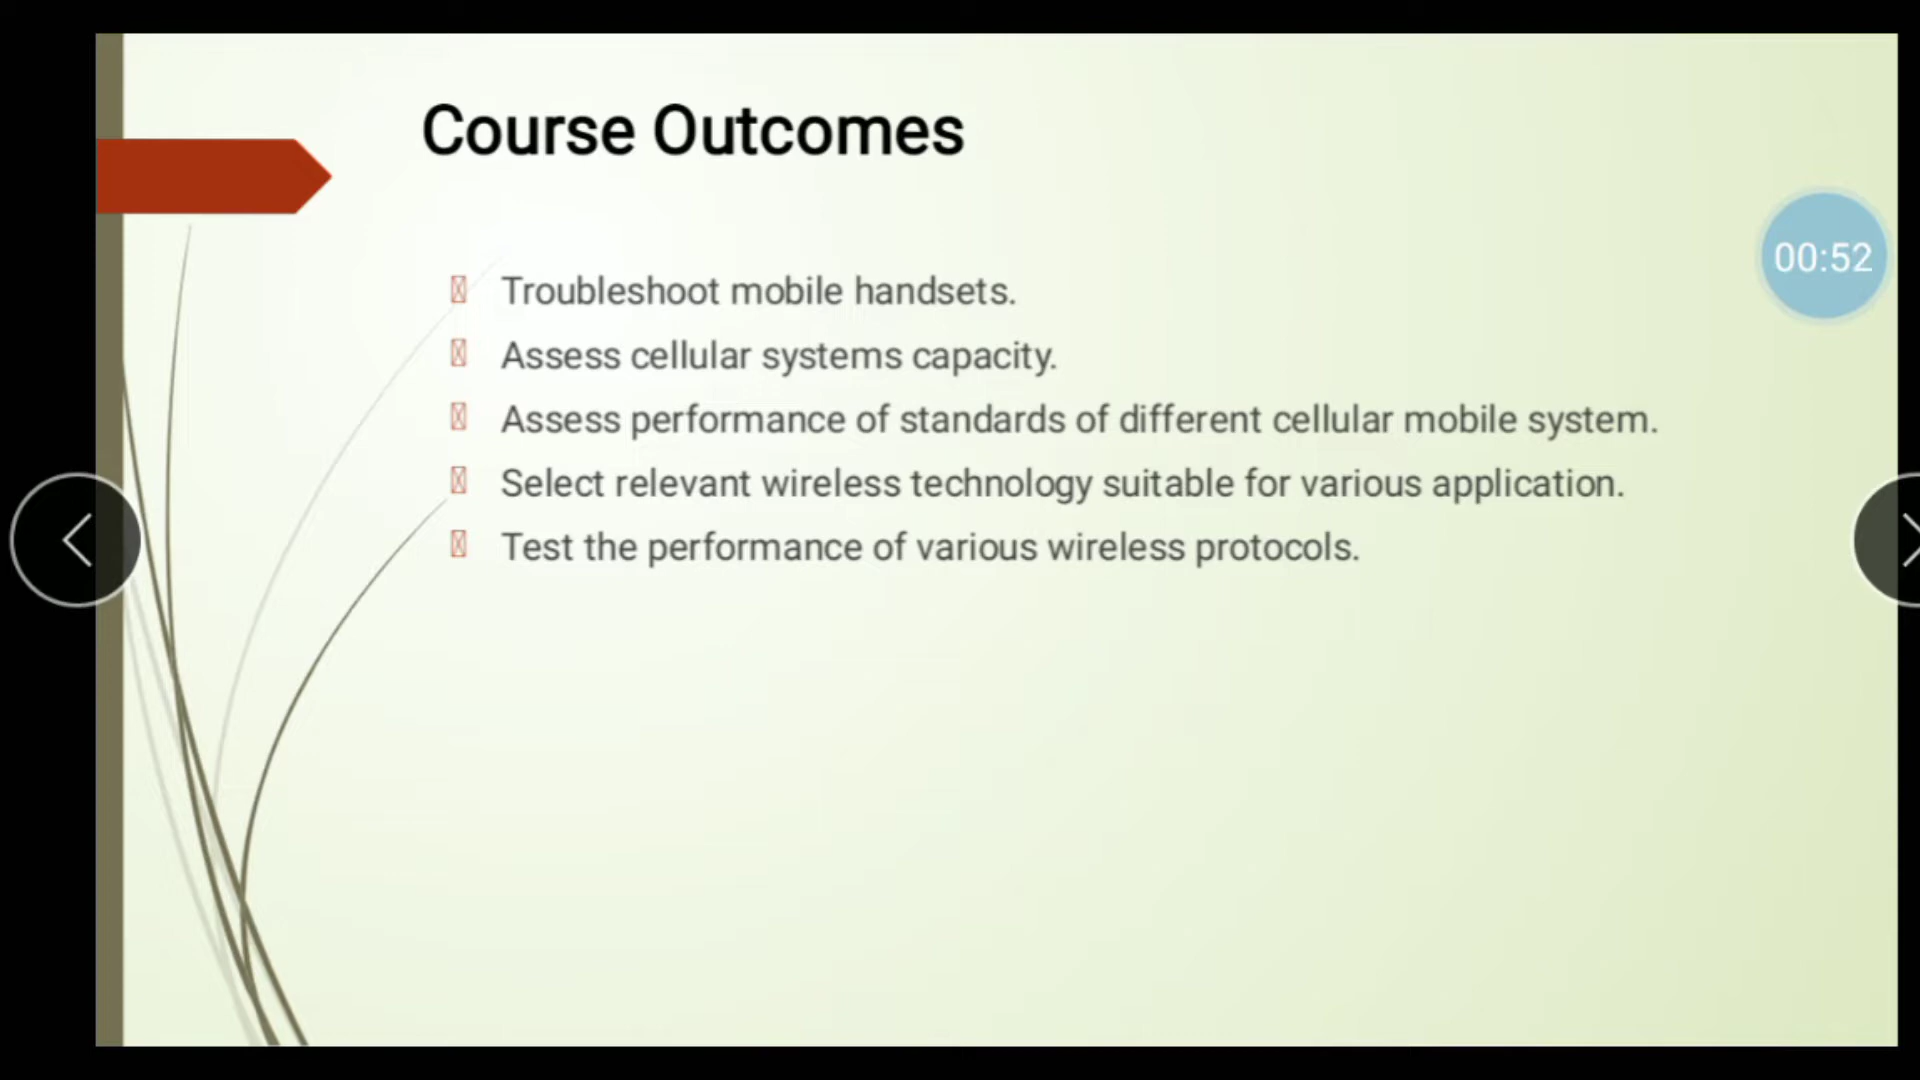 Course Outcomes
00:52
Troubleshoot mobile handsets.
Assess cellular systems capacity.
Assess performance of standards of different cellular mobile system.
Select relevant wireless technology suitable for various application.
Test the performance of various wireless protocols.